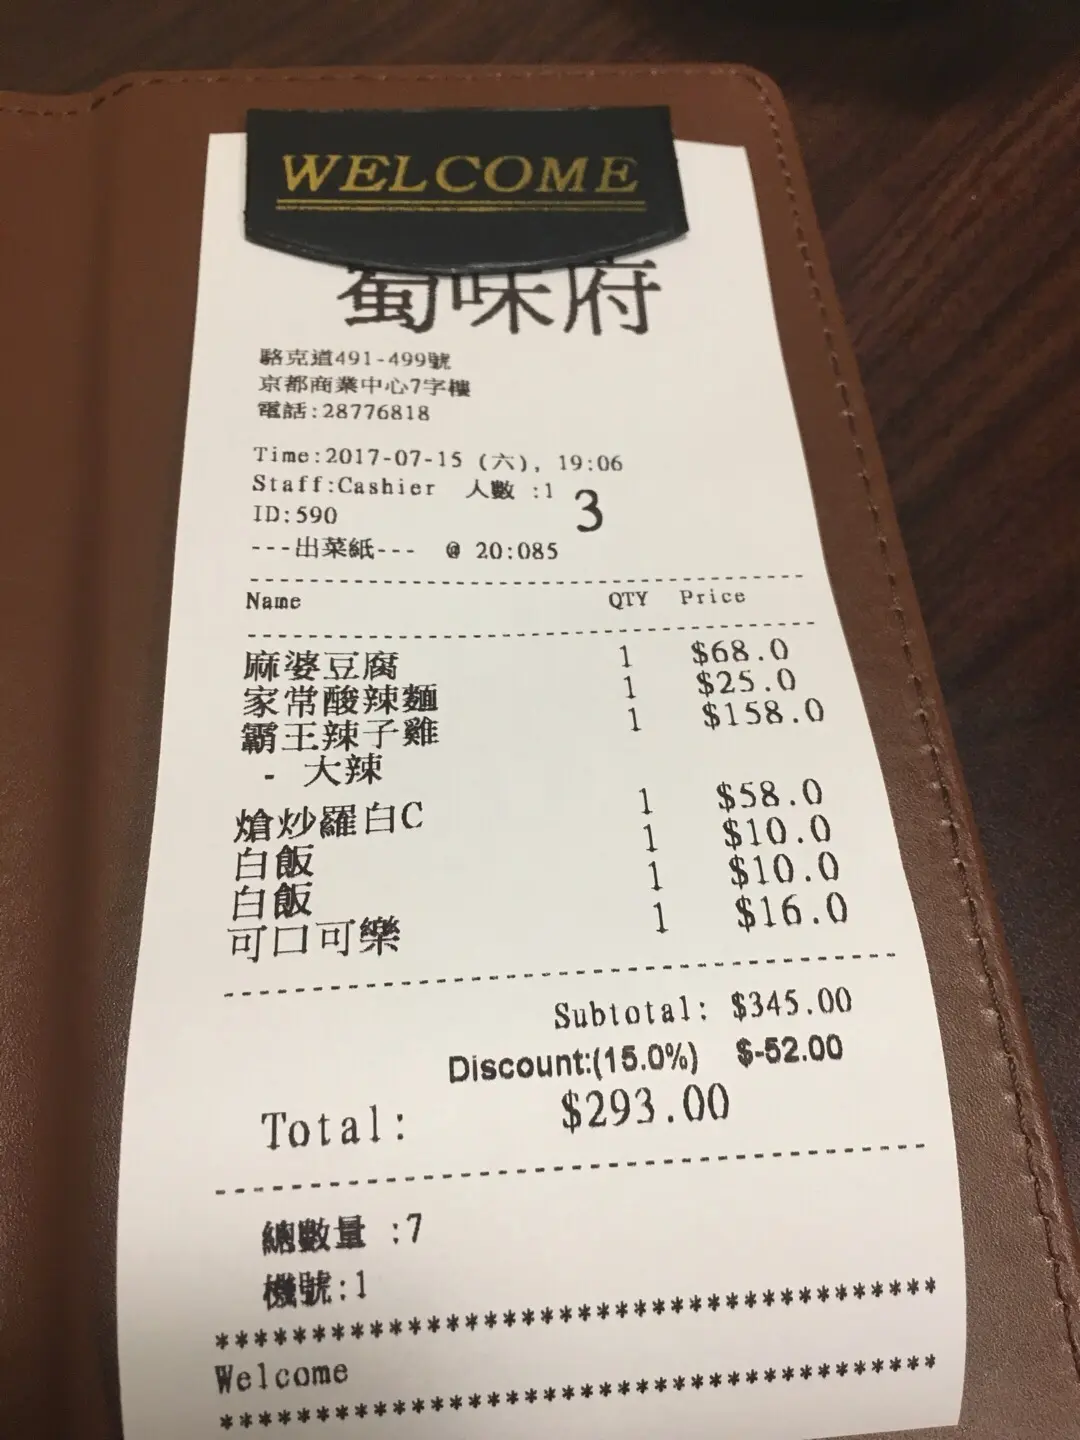 WELCOME
蜀味府
駱克道491-499號
京都商業中心7字樓
電話:28776818
Time:2017-07-15 (六), 19:06
Staff:Cashier 人數 :1
3
ID:590
---出菜紙--- @ 20:085
Name QTY Price
麻婆豆腐 1 $68.0
家常酸辣麵 1 $25.0
霸王辣子雞 1 $158.0
- 大辣
熗炒羅白C 1 $58.0
白飯 1 $10.0
白飯 1 $10.0
可口可樂 1 $16.0
Subtotal: $345.00
Discount:(15.0%) $-52.00
Total: $293.00
總數量 :7
機號:1
*************************************
Welcome
*************************************